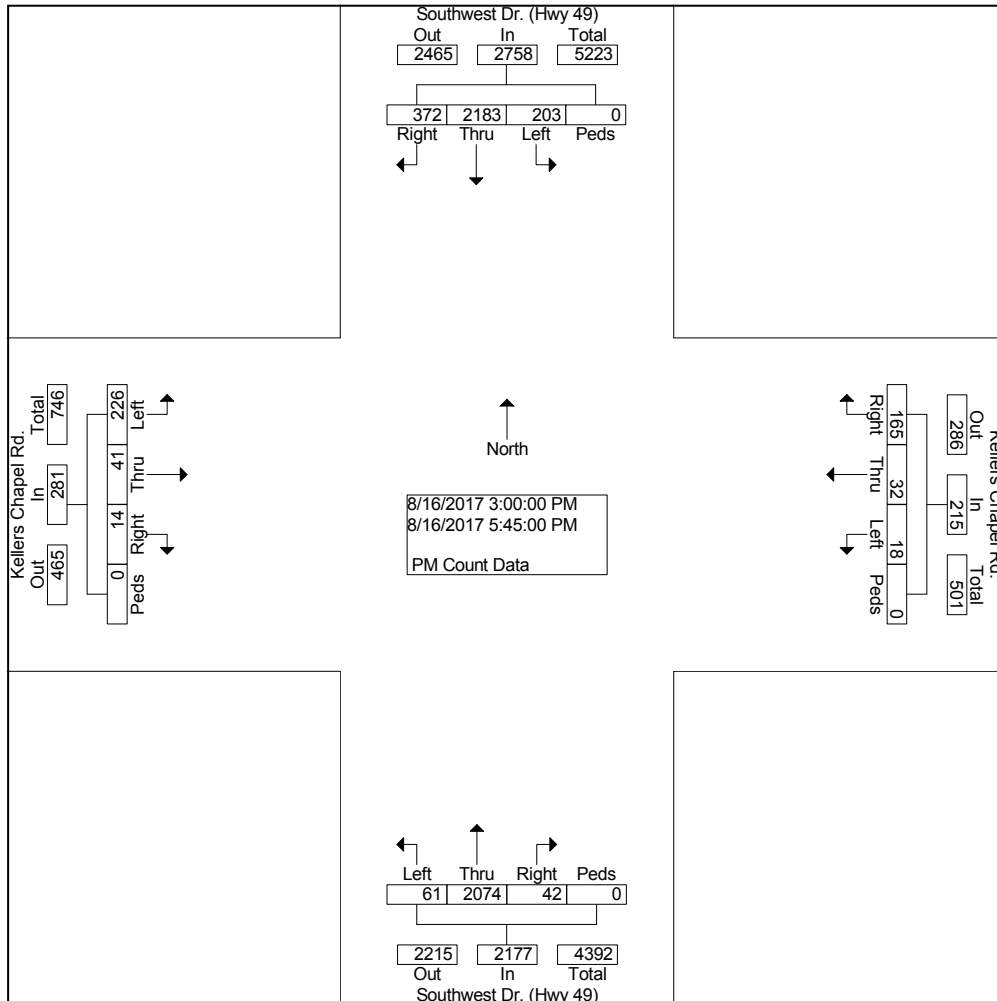 Southwest Dr. (Hwy 49)
Out In Total
2465 2758 5223
372 2183 203 0
Right Thru Left Peds
Kellers Chapel Rd.
Total In Out
746 281 465
226 41 14 0
Left Thru Right Peds
North
8/16/2017 3:00:00 PM
8/16/2017 5:45:00 PM
PM Count Data
Right Thru Left Peds
165 32 18 0
286 215 501
Out In Total
Kellers Chapel Rd.
Left Thru Right Peds
61 2074 42 0
2215 2177 4392
Out In Total
Southwest Dr. (Hwy 49)